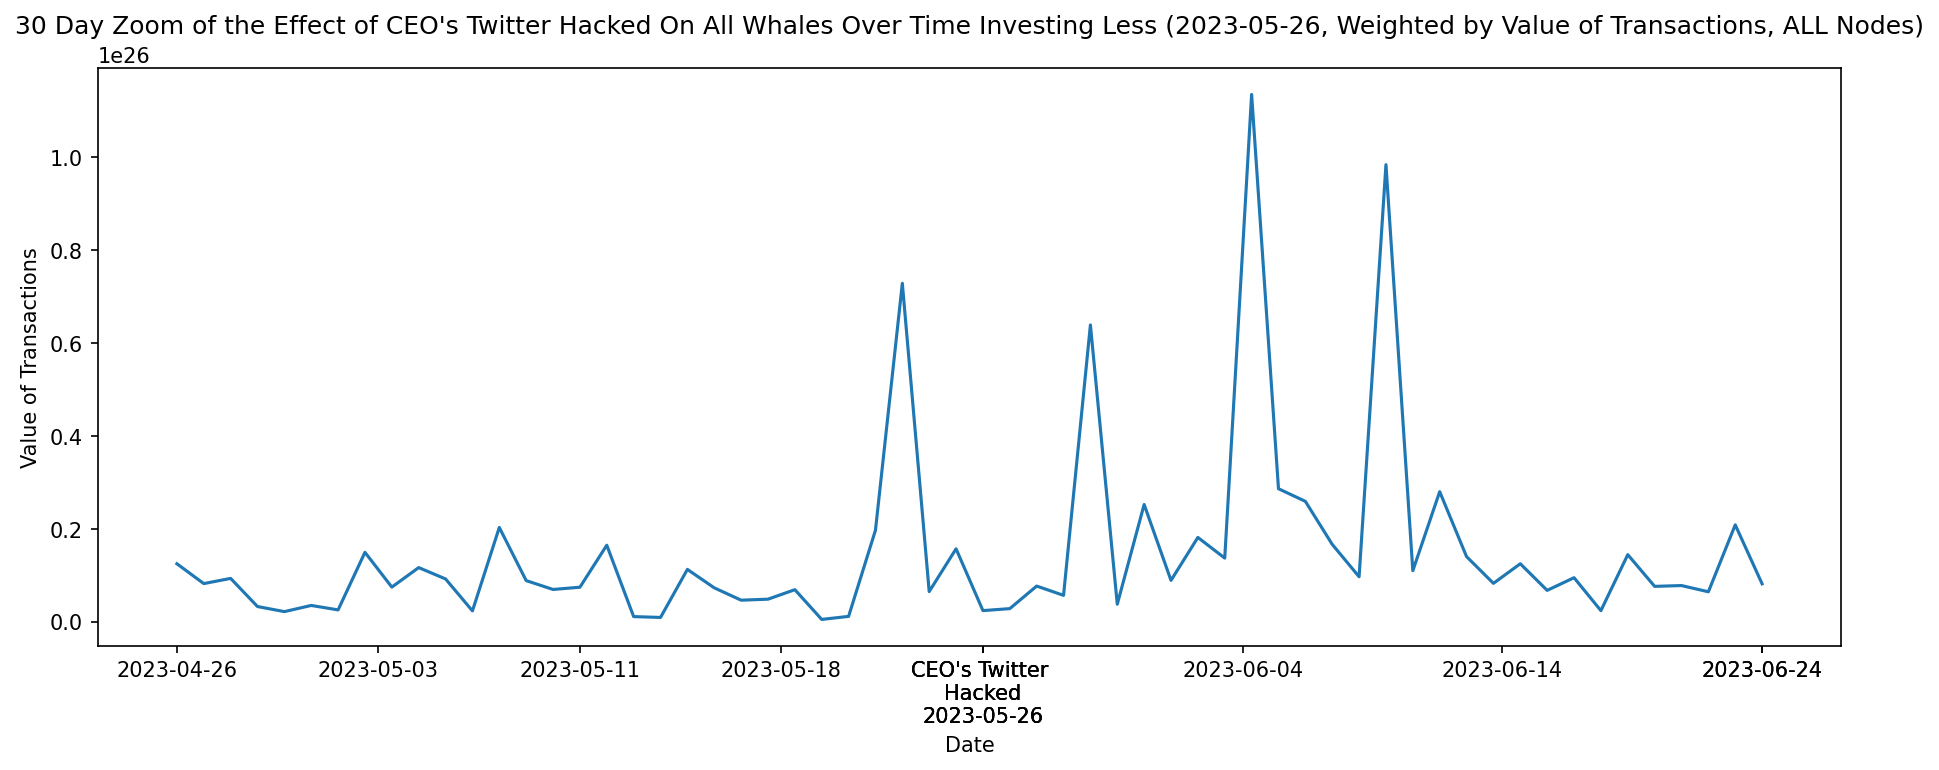 30 Day Zoom of the Effect of CEO's Twitter Hacked On All Whales Over Time Investing Less (2023-05-26, Weighted by Value of Transactions, ALL Nodes)
1e26
1.0
0.8
0.6
0.4
0.2
0.0
Value of Transactions
2023-04-26
2023-05-03
2023-05-11
2023-05-18
CEO's Twitter
Hacked
2023-05-26
2023-06-04
2023-06-14
2023-06-24
Date